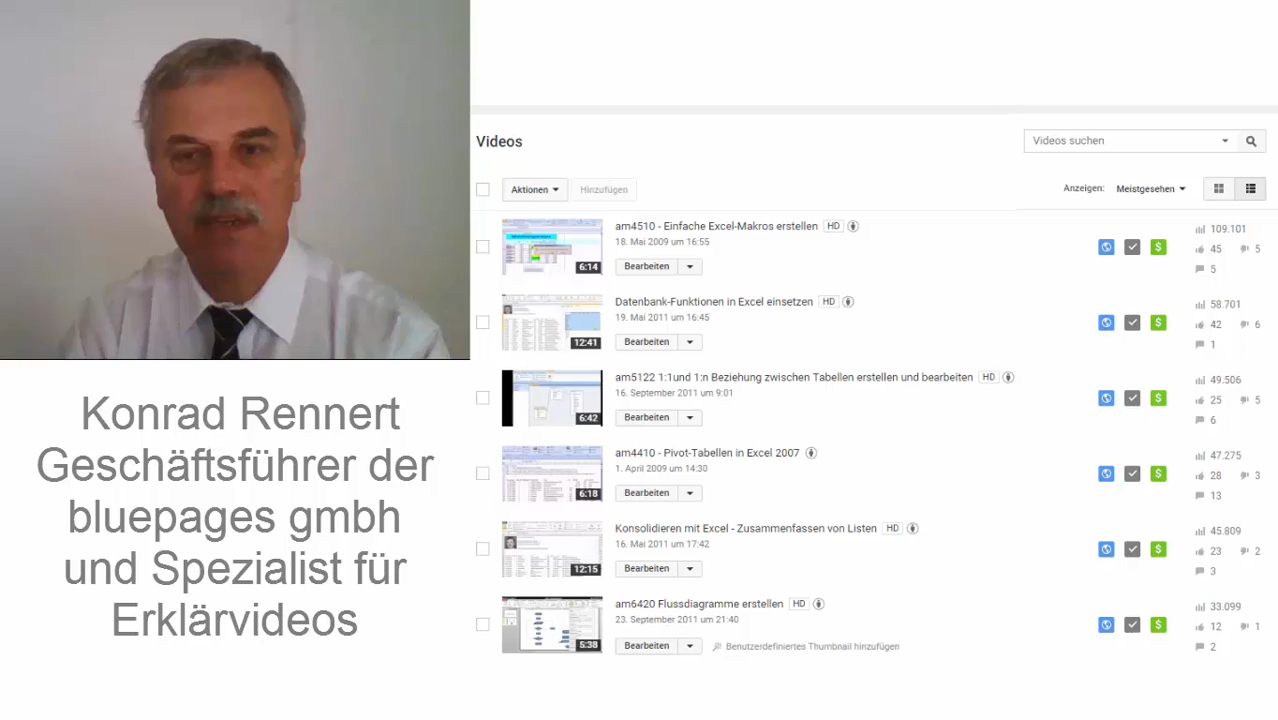 Konrad Rennert
Geschäftsführer der
bluepages gmbh
und Spezialist für
Erklärvideos
Videos
Videos suchen
Aktionen
Hinzufügen
Anzeigen:
Meistgesehen
am4510 - Einfache Excel-Makros erstellen HD
18. Mai 2009 um 16:55
6:14
Bearbeiten
109.101
45 5
5
Datenbank-Funktionen in Excel einsetzen HD
19. Mai 2011 um 16:45
12:41
Bearbeiten
58.701
42 6
1
am5122 1:1und 1:n Beziehung zwischen Tabellen erstellen und bearbeiten HD
16. September 2011 um 9:01
6:42
Bearbeiten
49.506
25 5
6
am4410 - Pivot-Tabellen in Excel 2007
1. April 2009 um 14:30
6:18
Bearbeiten
47.275
28 3
13
Konsolidieren mit Excel - Zusammenfassen von Listen HD
16. Mai 2011 um 17:42
12:15
Bearbeiten
45.809
23 2
3
am6420 Flussdiagramme erstellen HD
23. September 2011 um 21:40
5:38
Bearbeiten
Benutzerdefiniertes Thumbnail hinzufügen
33.099
12 1
2